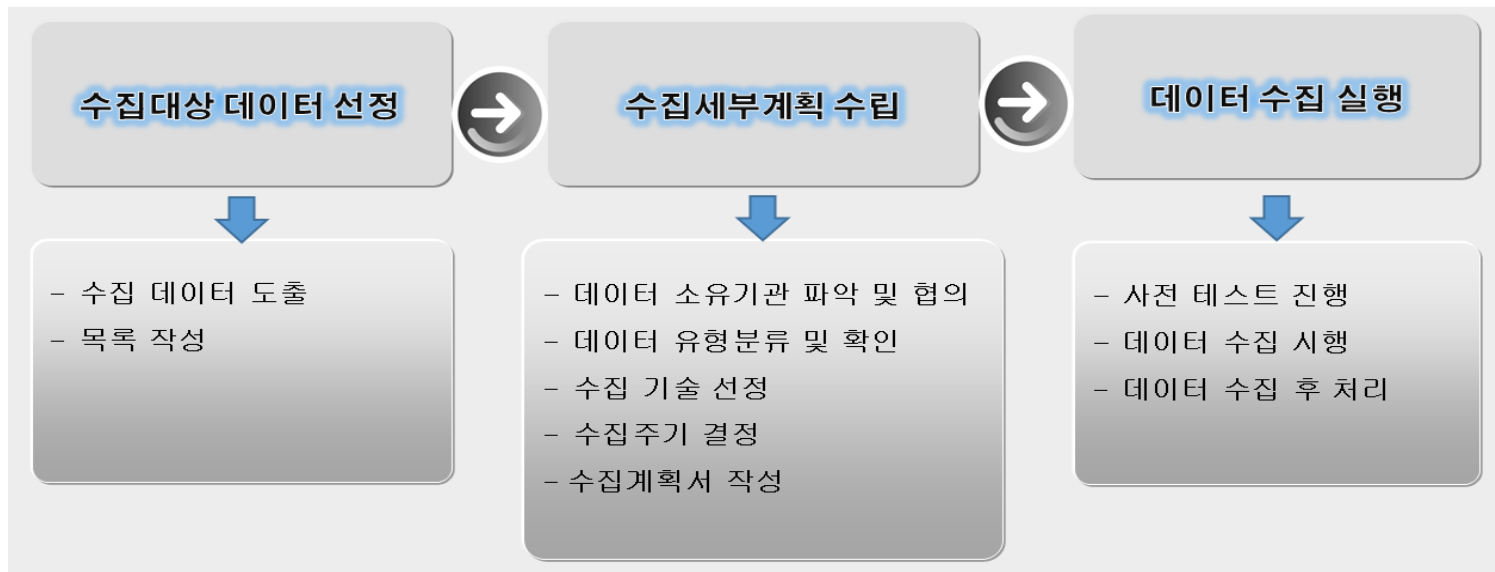 수집대상 데이터 선정
수집세부계획 수립
데이터 수집 실행
– 수집 데이터 도출
– 목록 작성
– 데이터 소유기관 파악 및 협의
– 데이터 유형분류 및 확인
– 수집 기술 선정
– 수집주기 결정
– 수집계획서 작성
– 사전 테스트 진행
– 데이터 수집 시행
– 데이터 수집 후 처리